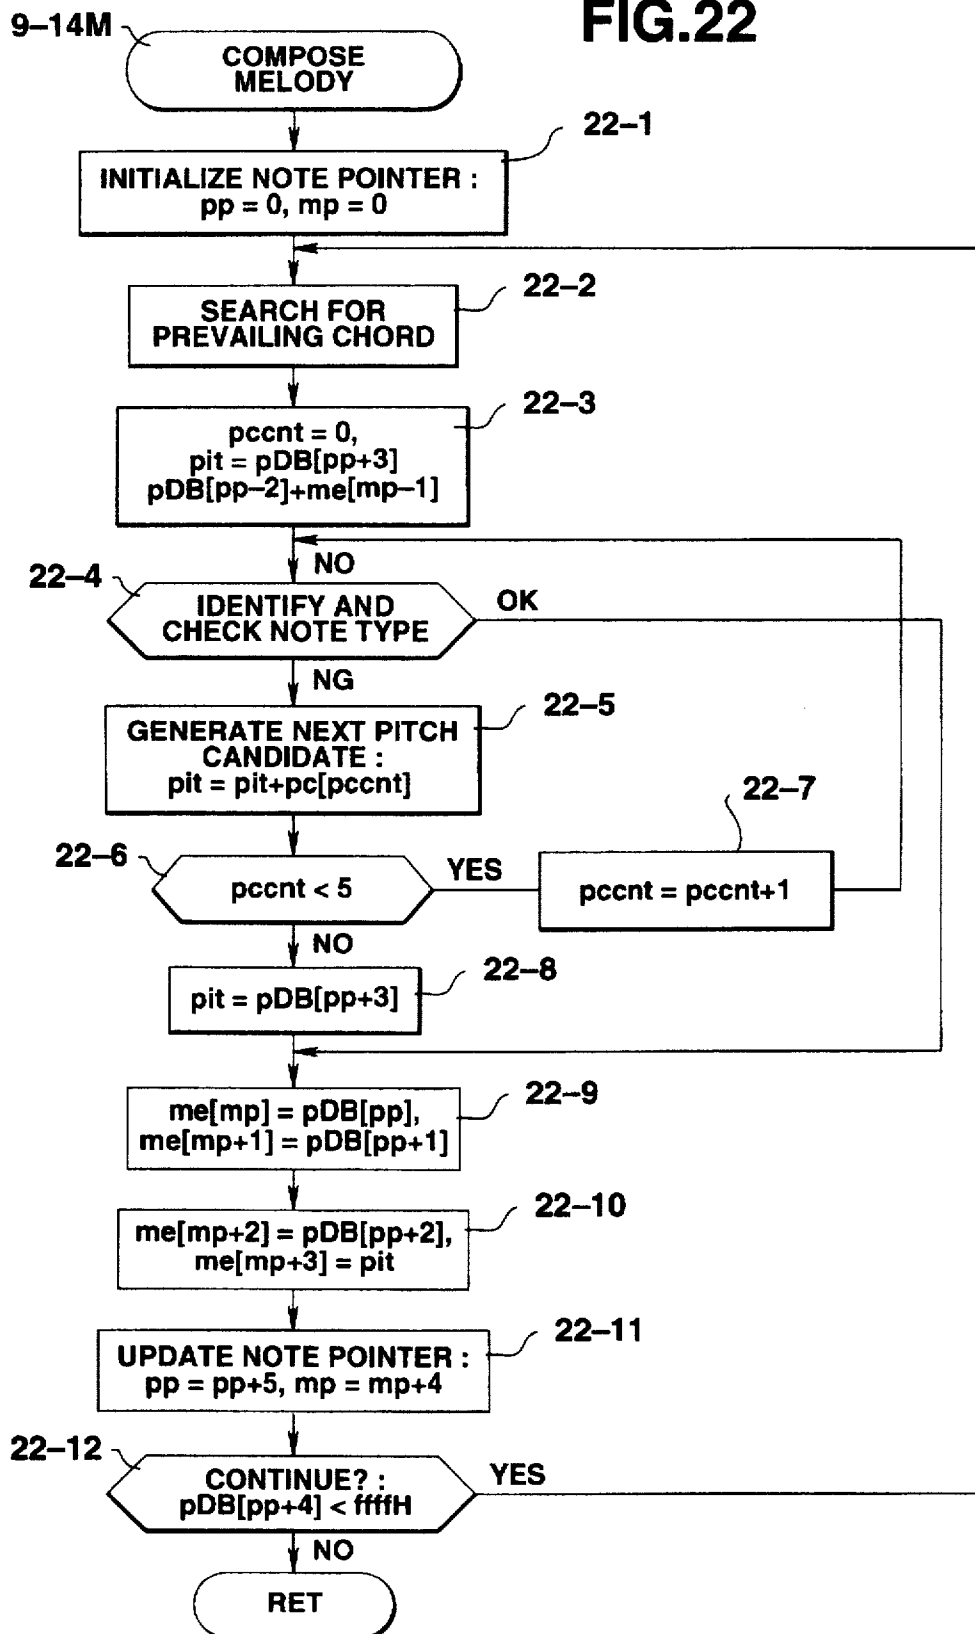 FIG.22
9–14M
COMPOSE
MELODY
22–1
INITIALIZE NOTE POINTER :
pp = 0, mp = 0
22–2
SEARCH FOR
PREVAILING CHORD
22–3
pccnt = 0,
pit = pDB[pp+3]
pDB[pp–2]+me[mp–1]
NO
22–4
IDENTIFY AND
CHECK NOTE TYPE
OK
NG
22–5
GENERATE NEXT PITCH
CANDIDATE :
pit = pit+pc[pccnt]
22–6
pccnt < 5
YES
22–7
pccnt = pccnt+1
NO
22–8
pit = pDB[pp+3]
22–9
me[mp] = pDB[pp],
me[mp+1] = pDB[pp+1]
22–10
me[mp+2] = pDB[pp+2],
me[mp+3] = pit
22–11
UPDATE NOTE POINTER :
pp = pp+5, mp = mp+4
22–12
CONTINUE? :
pDB[pp+4] < ffffH
YES
NO
RET